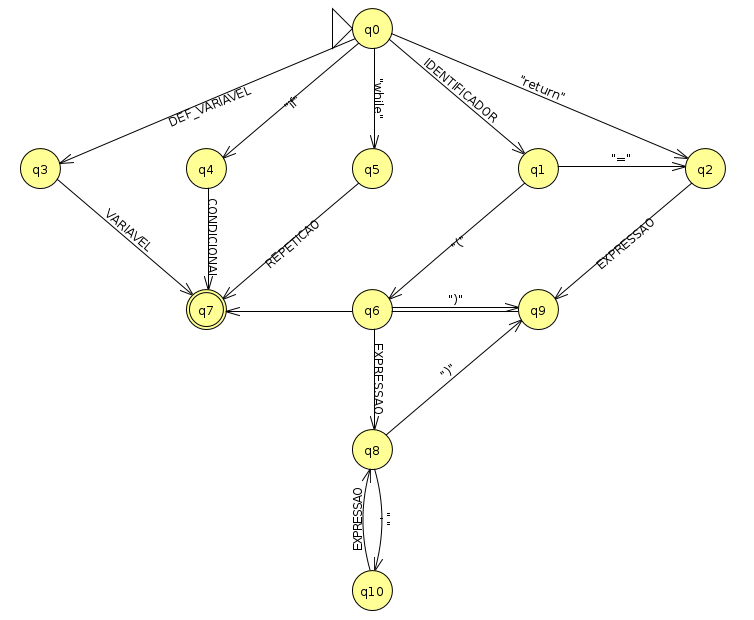 q0
DEF_VARIAVEL
"if"
"while"
IDENTIFICADOR
"return"
q3
q4
q5
q1
"="
q2
VARIAVEL
CONDICIONAL
REPETICAO
"("
EXPRESSAO
q7
q6
")"
q9
EXPRESSAO
")"
q8
EXPRESSAO
","
q10